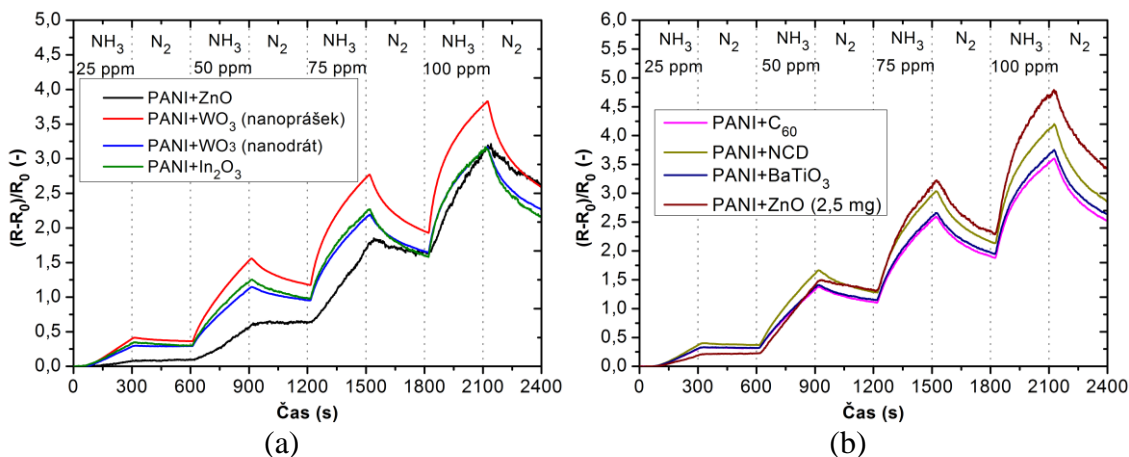 (a)
5,0
4,5
4,0
3,5
3,0
2,5
2,0
1,5
1,0
0,5
0,0
(R-R₀)/R₀ (-)
NH₃ N₂ NH₃ N₂ NH₃ N₂ NH₃ N₂
25 ppm 50 ppm 75 ppm 100 ppm
PANI+ZnO
PANI+WO₃ (nanoprášek)
PANI+WO₃ (nanodrát)
PANI+In₂O₃
0 300 600 900 1200 1500 1800 2100 2400
Čas (s)
(a)
(b)
6,0
5,5
5,0
4,5
4,0
3,5
3,0
2,5
2,0
1,5
1,0
0,5
0,0
(R-R₀)/R₀ (-)
NH₃ N₂ NH₃ N₂ NH₃ N₂ NH₃ N₂
25 ppm 50 ppm 75 ppm 100 ppm
PANI+C₆₀
PANI+NCD
PANI+BaTiO₃
PANI+ZnO (2,5 mg)
0 300 600 900 1200 1500 1800 2100 2400
Čas (s)
(b)